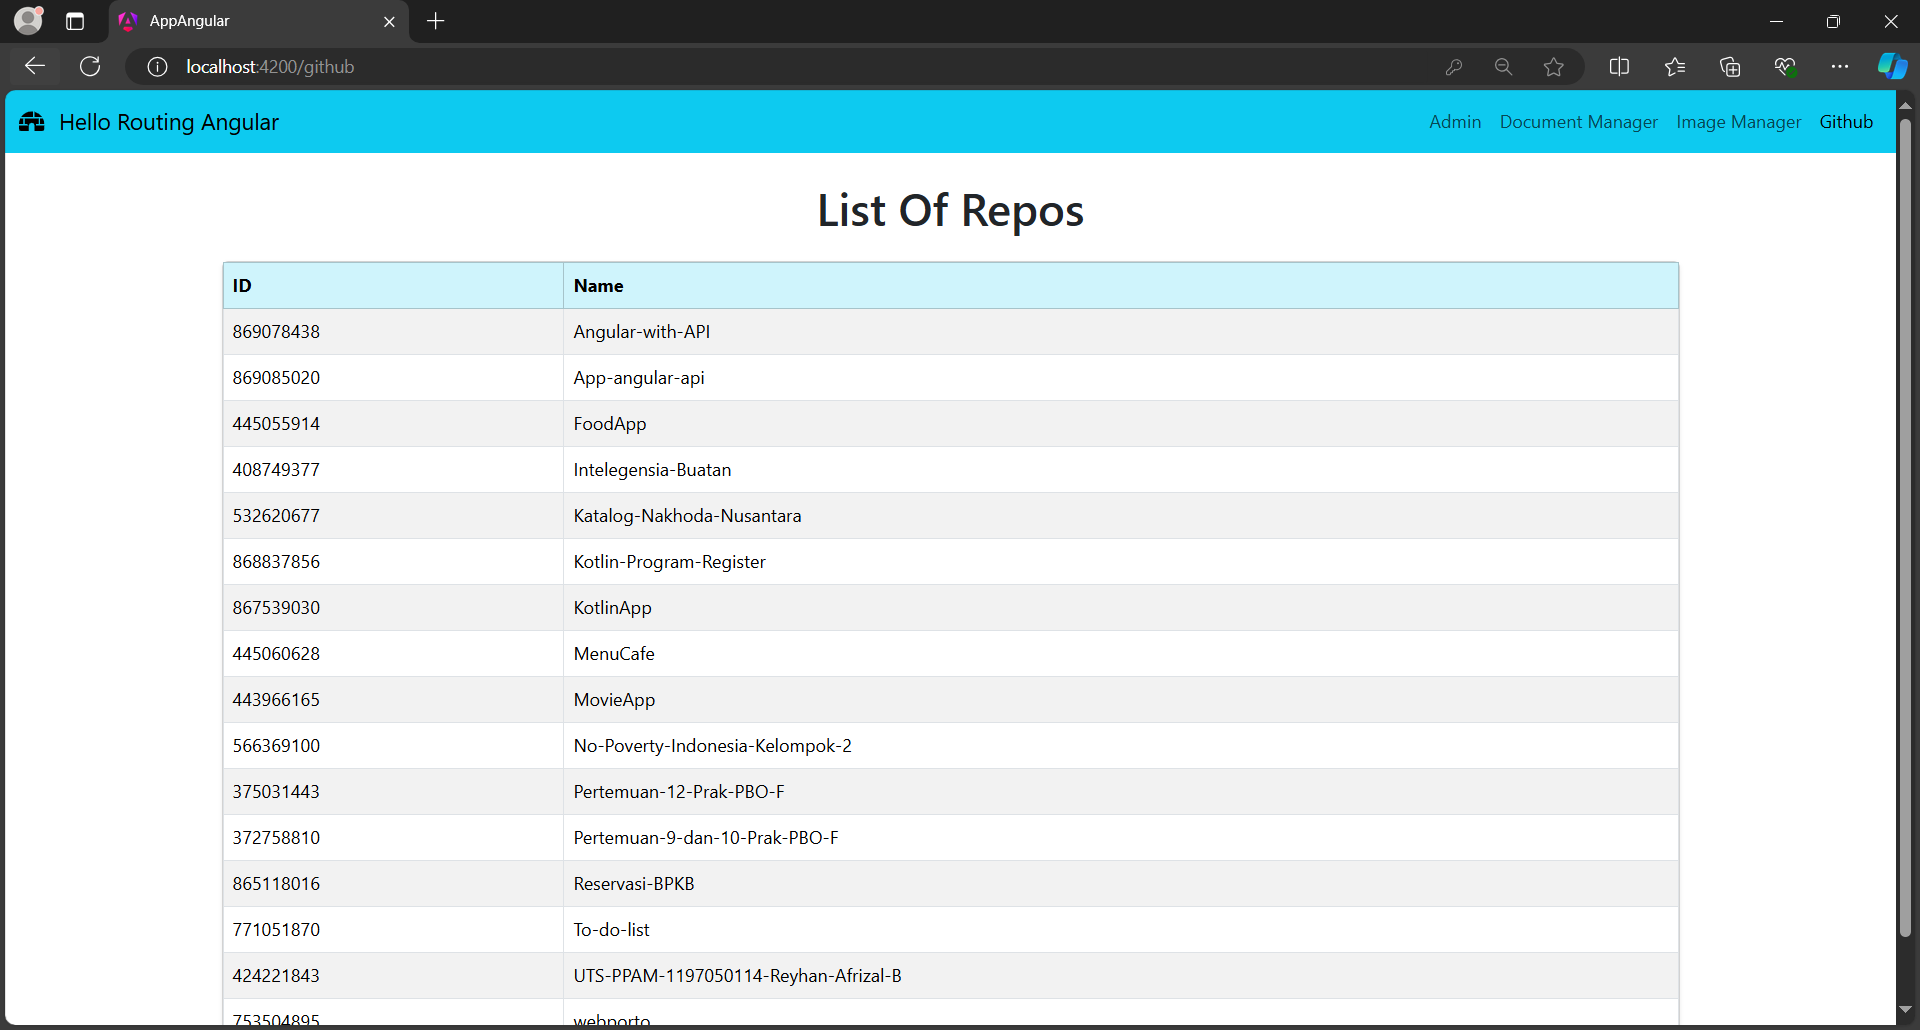 AppAngular
localhost:4200/github
Hello Routing Angular Admin Document Manager Image Manager Github
List Of Repos
ID Name
869078438 Angular-with-API
869085020 App-angular-api
445055914 FoodApp
408749377 Intelegensia-Buatan
532620677 Katalog-Nakhoda-Nusantara
868837856 Kotlin-Program-Register
867539030 KotlinApp
445060628 MenuCafe
443966165 MovieApp
566369100 No-Poverty-Indonesia-Kelompok-2
375031443 Pertemuan-12-Prak-PBO-F
372758810 Pertemuan-9-dan-10-Prak-PBO-F
865118016 Reservasi-BPKB
771051870 To-do-list
424221843 UTS-PPAM-1197050114-Reyhan-Afrizal-B
753504895 webporto